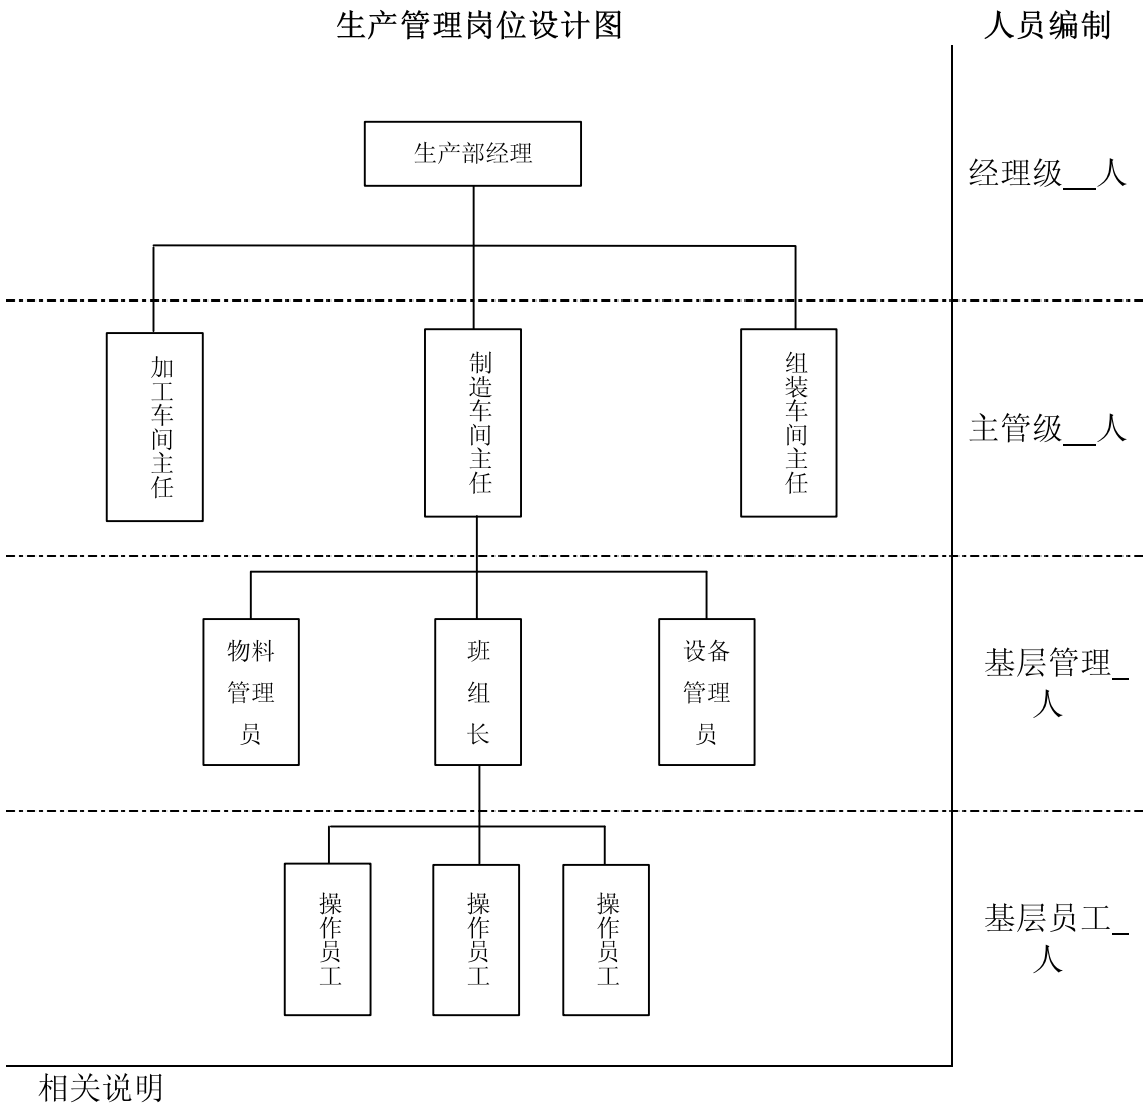 生产管理岗位设计图
人员编制
生产部经理
经理级__人
加工车间主任
制造车间主任
组装车间主任
主管级__人
物料
管理
员
班
组
长
设备
管理
员
基层管理_
人
操作员工
操作员工
操作员工
基层员工_
人
相关说明